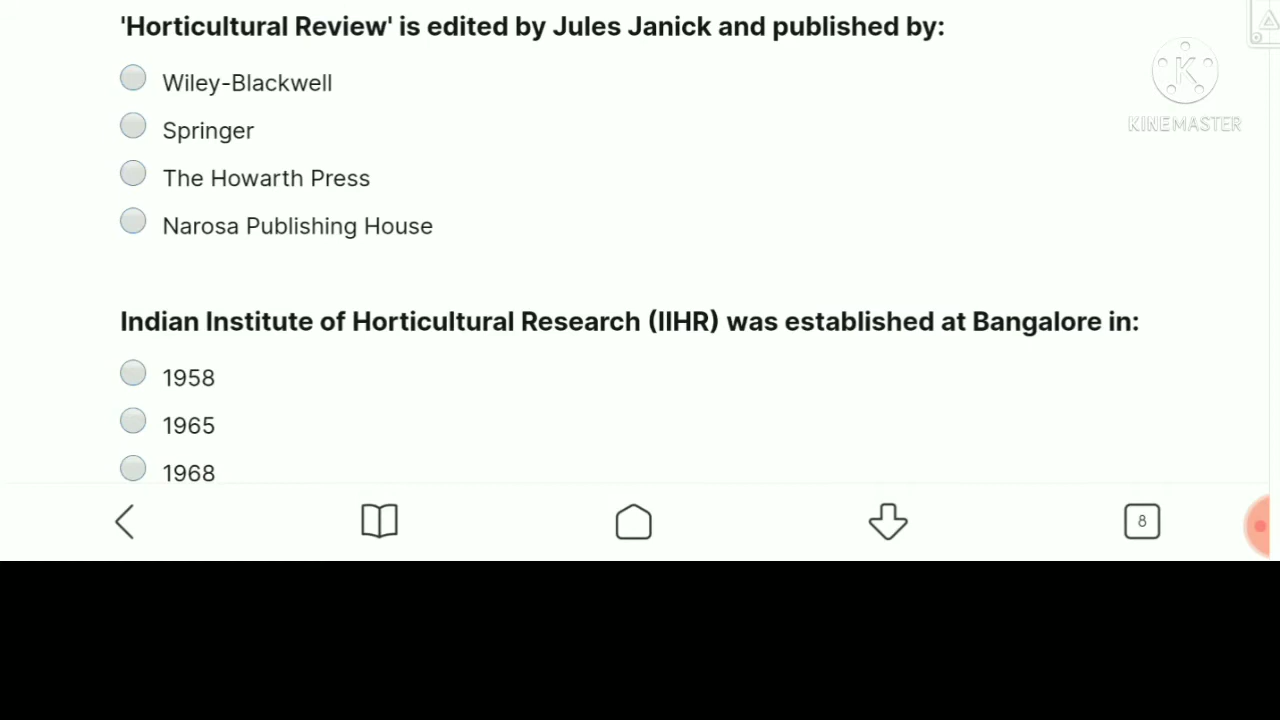 'Horticultural Review' is edited by Jules Janick and published by:
Wiley-Blackwell
Springer
The Howarth Press
Narosa Publishing House
KINEMASTER
Indian Institute of Horticultural Research (IIHR) was established at Bangalore in:
1958
1965
1968
8